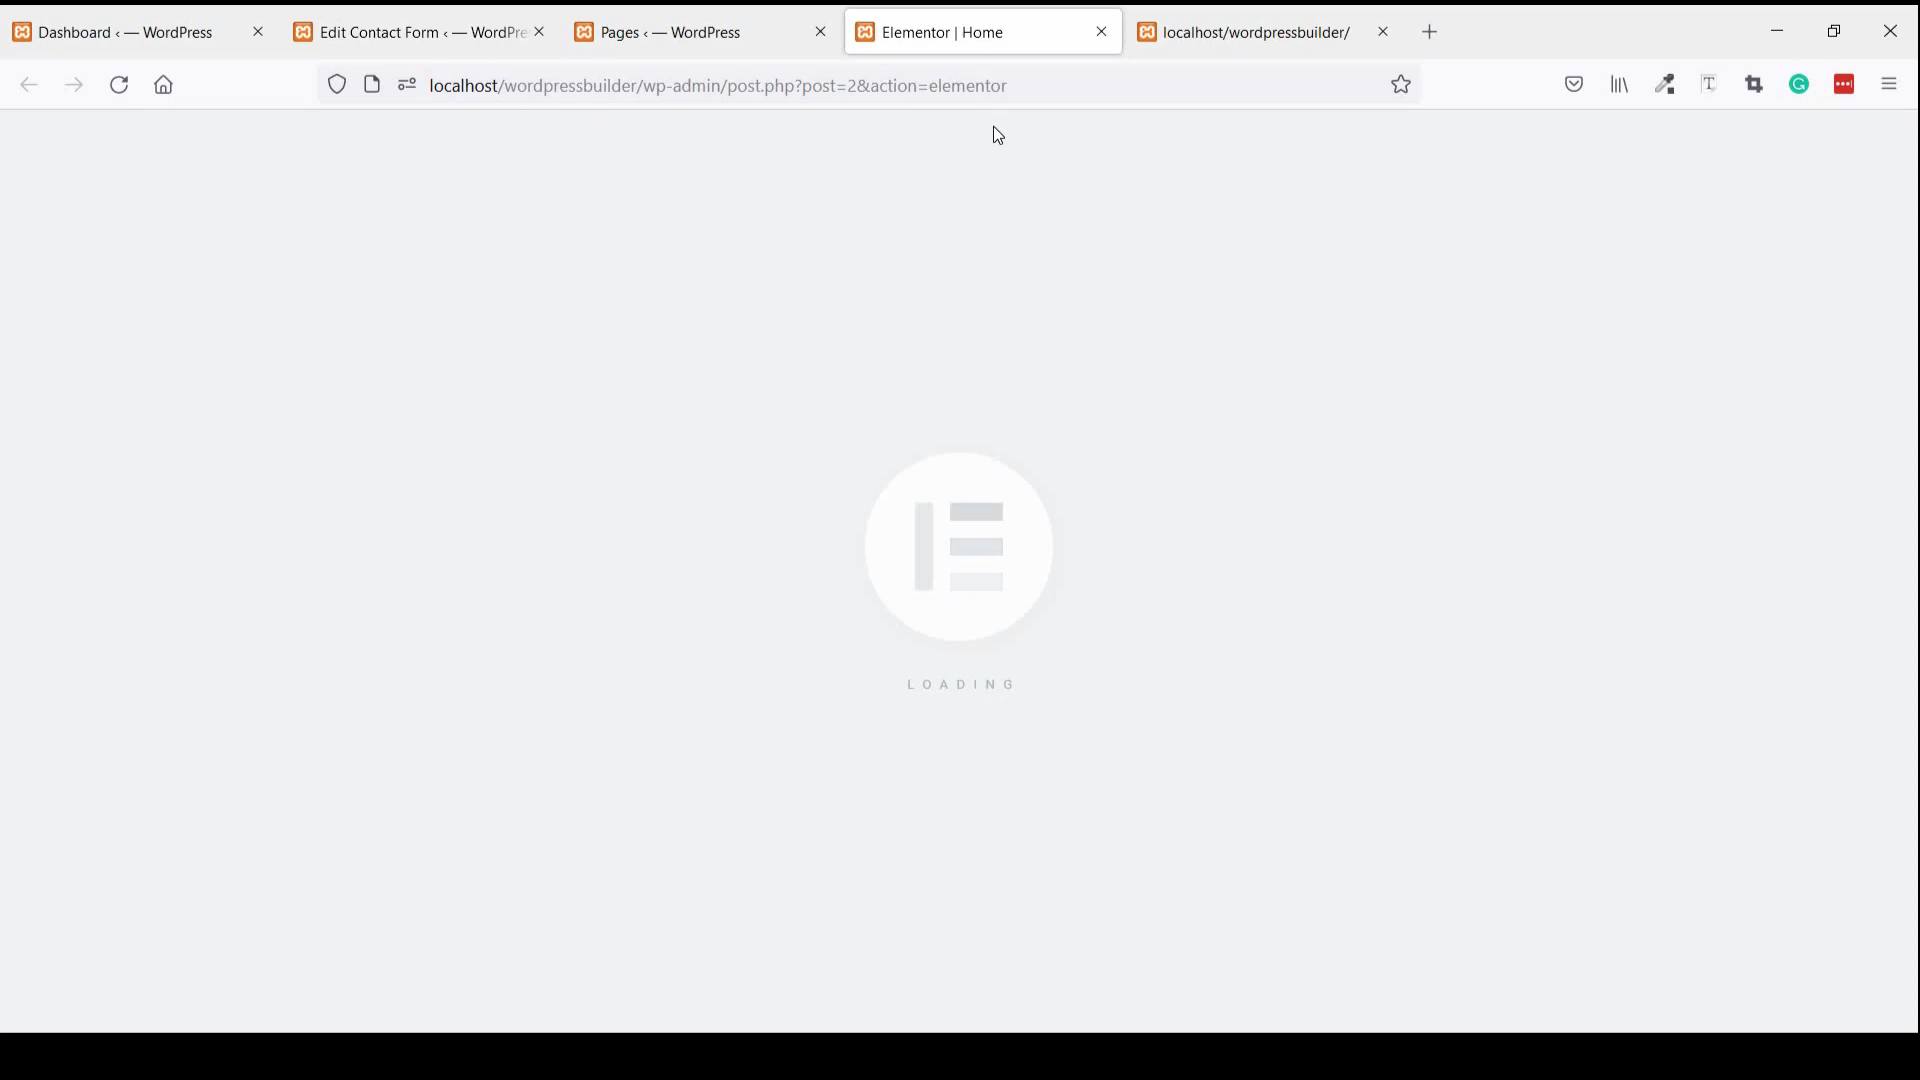 Dashboard ‹ — WordPress
Edit Contact Form ‹ — WordPre
Pages ‹ — WordPress
Elementor | Home
localhost/wordpressbuilder/
localhost/wordpressbuilder/wp-admin/post.php?post=2&action=elementor
LOADING